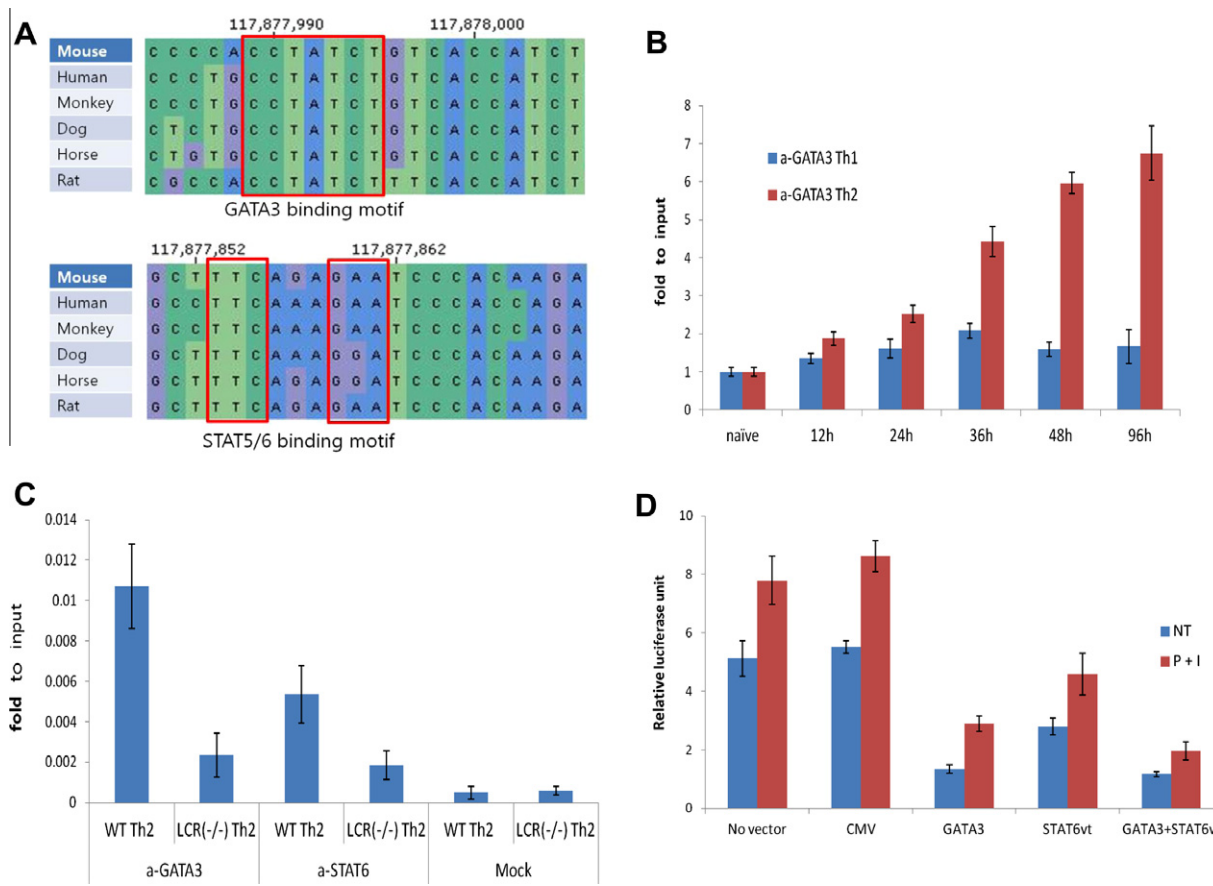 A
117,877,990 117,878,000
Mouse C C C C A C C T A T C T G T C A C C A T C T
Human C C C T G C C T A T C T G T C A C C A T C T
Monkey C C C T G C C T A T C T G T C A C C A T C T
Dog C T C T G C C T A T C T G T C A C C A T C T
Horse C T G T G C C T A T C T G T C A C C A T C T
Rat C G C C A C C T A T C T T T C A C C A T C T
GATA3 binding motif
117,877,852 117,877,862
Mouse G C T T T C A G A G A A T C C C A C A A G A
Human G C C T T C A A A G A A T C C C A C C A G A
Monkey G C C T T C A A A G A A T C C C A C C A G A
Dog G C T T T C A A A G G A T C C C A C A A G A
Horse G C T T T C A G A G G A T C C C A C A A G A
Rat G C T T T C A G A G A A T C C C A C A A G A
STAT5/6 binding motif
B
fold to input
8
7
6
5
4
3
2
1
0
a-GATA3 Th1
a-GATA3 Th2
naïve 12h 24h 36h 48h 96h
C
fold to input
0.014
0.012
0.01
0.008
0.006
0.004
0.002
0
WT Th2 LCR(-/-) Th2 WT Th2 LCR(-/-) Th2 WT Th2 LCR(-/-) Th2
a-GATA3 a-STAT6 Mock
D
Relative luciferase unit
10
8
6
4
2
0
NT
P + I
No vector CMV GATA3 STAT6vt GATA3+STAT6v